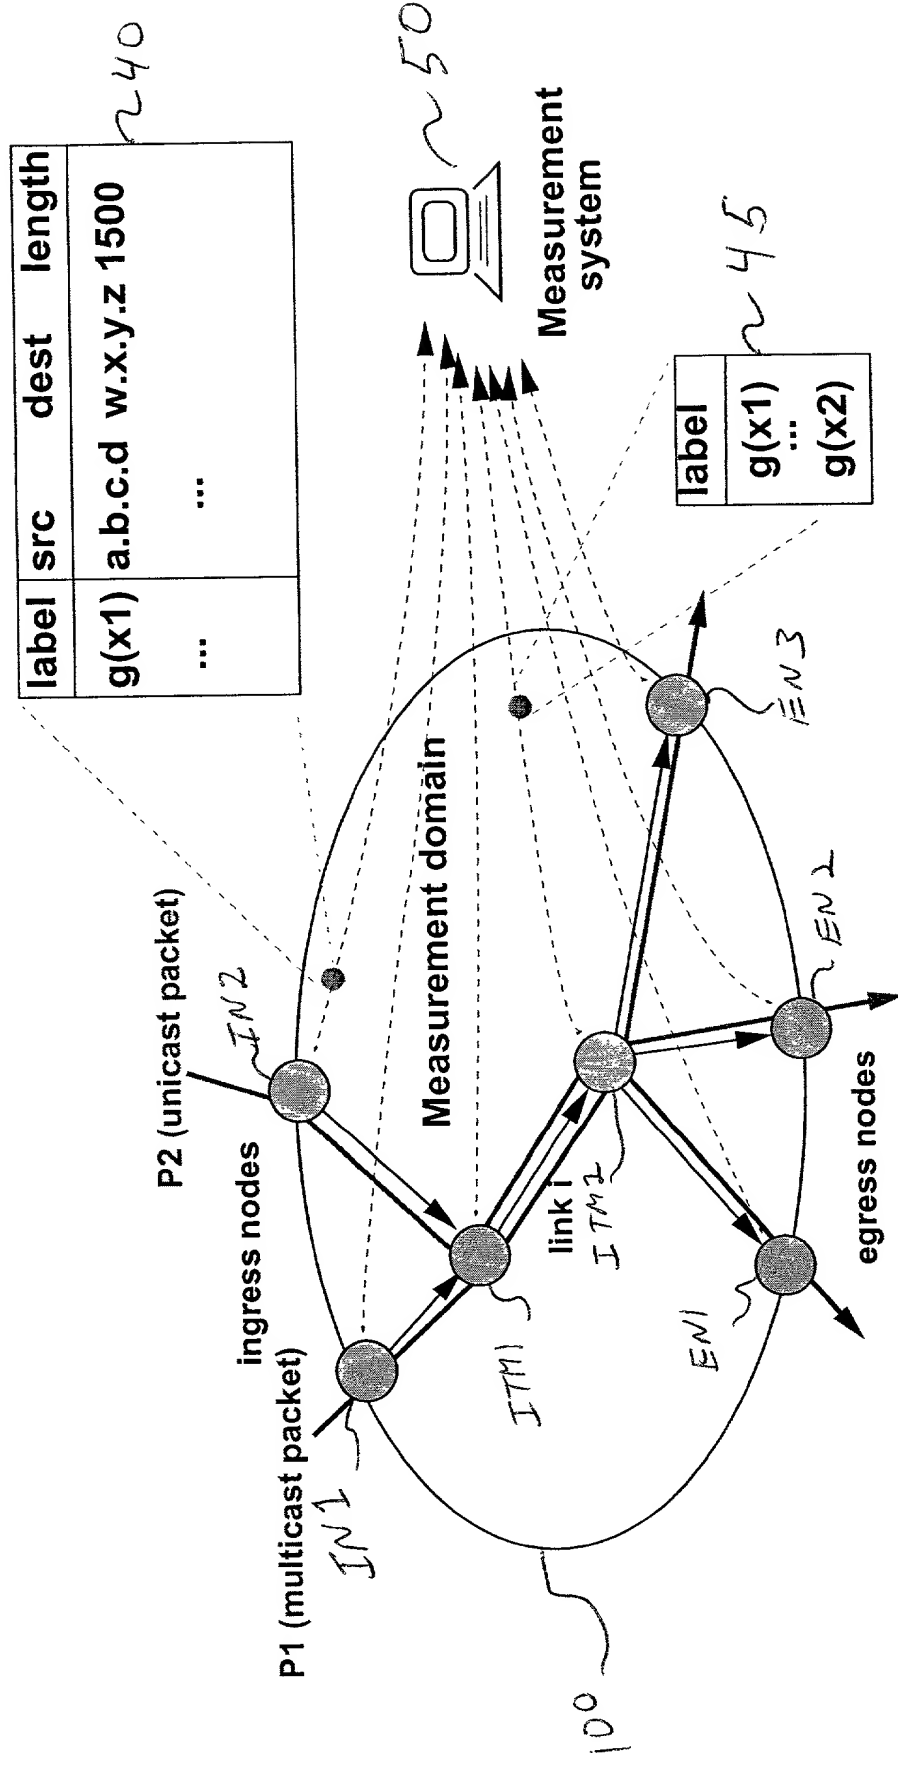 label src dest length
g(x1) a.b.c.d w.x.y.z 1500
... ...
40
50
Measurement
system
P2 (unicast packet)
IN2
ingress nodes
P1 (multicast packet)
IN1
Measurement domain
label
g(x1)
...
g(x2)
45
link i
ITM1
ITM2
EN1
EN2
EN3
egress nodes
100